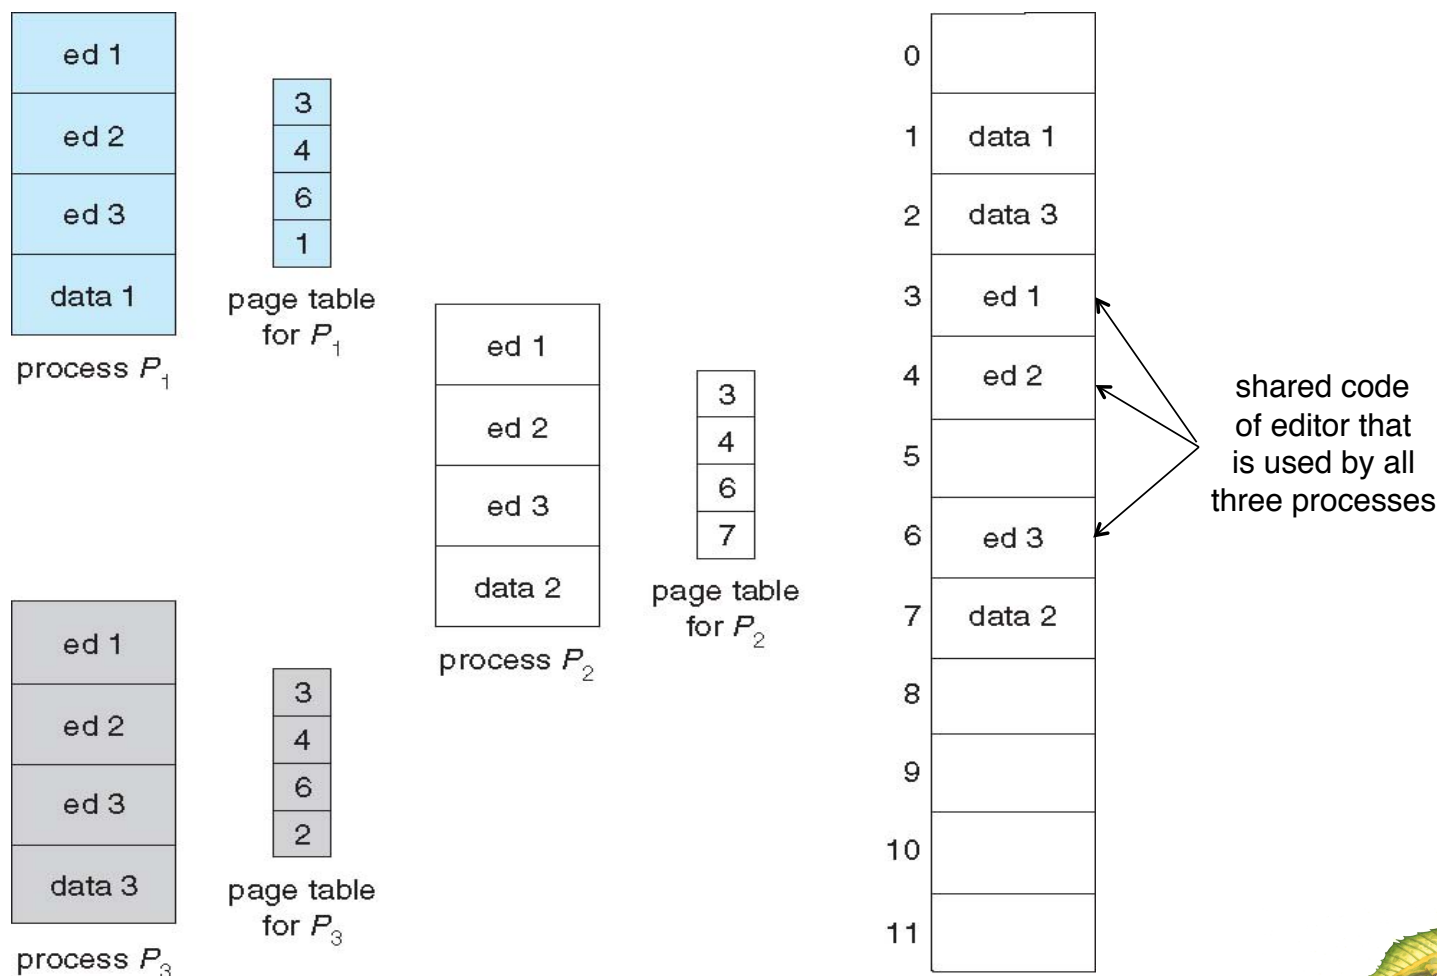 ed 1
ed 2
ed 3
data 1
process P1
3
4
6
1
page table
for P1
ed 1
ed 2
ed 3
data 2
process P2
3
4
6
7
page table
for P2
ed 1
ed 2
ed 3
data 3
process P3
3
4
6
2
page table
for P3
0
1 data 1
2 data 3
3 ed 1
4 ed 2
5
6 ed 3
7 data 2
8
9
10
11
shared code
of editor that
is used by all
three processes